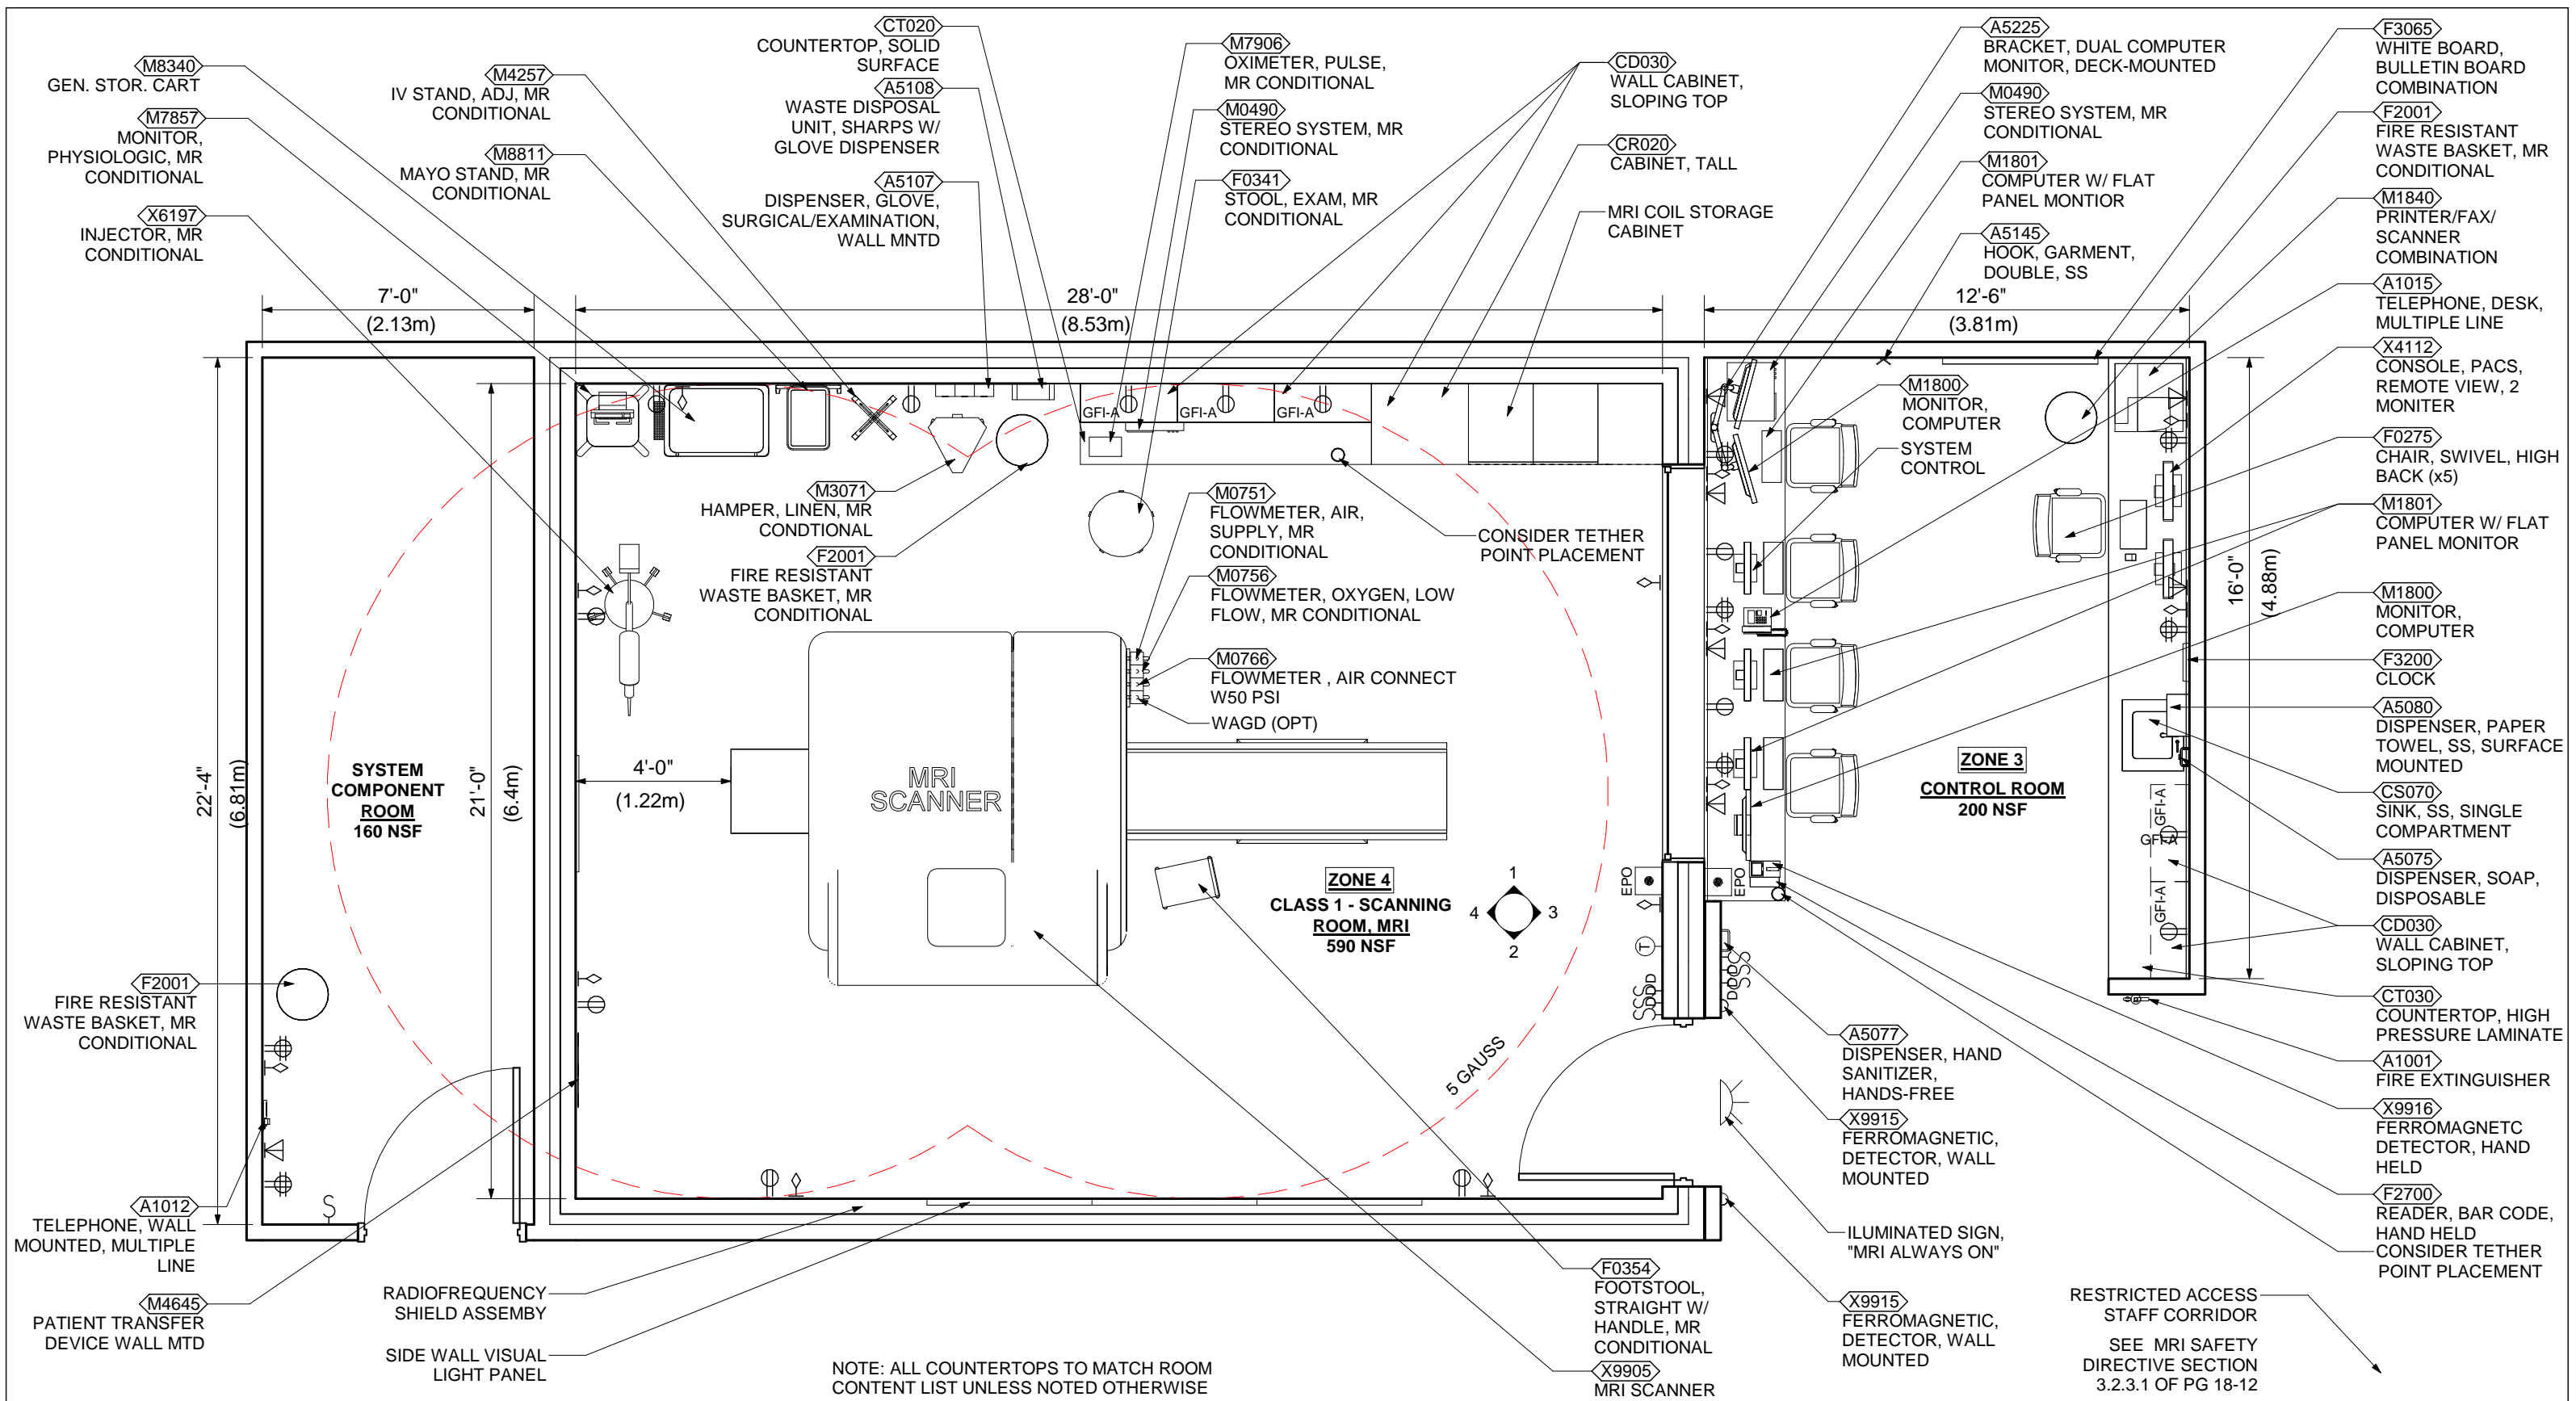 M8340
GEN. STOR. CART
M7857
MONITOR,
PHYSIOLOGIC, MR
CONDITIONAL
X6197
INJECTOR, MR
CONDITIONAL
M4257
IV STAND, ADJ, MR
CONDITIONAL
M8811
MAYO STAND, MR
CONDITIONAL
CT020
COUNTERTOP, SOLID
SURFACE
A5108
WASTE DISPOSAL
UNIT, SHARPS W/
GLOVE DISPENSER
A5107
DISPENSER, GLOVE,
SURGICAL/EXAMINATION,
WALL MNTD
M7906
OXIMETER, PULSE,
MR CONDITIONAL
M0490
STEREO SYSTEM, MR
CONDITIONAL
F0341
STOOL, EXAM, MR
CONDITIONAL
CD030
WALL CABINET,
SLOPING TOP
CR020
CABINET, TALL
MRI COIL STORAGE
CABINET
A5225
BRACKET, DUAL COMPUTER
MONITOR, DECK-MOUNTED
M0490
STEREO SYSTEM, MR
CONDITIONAL
M1801
COMPUTER W/ FLAT
PANEL MONTIOR
A5145
HOOK, GARMENT,
DOUBLE, SS
F3065
WHITE BOARD,
BULLETIN BOARD
COMBINATION
F2001
FIRE RESISTANT
WASTE BASKET, MR
CONDITIONAL
M1840
PRINTER/FAX/
SCANNER
COMBINATION
A1015
TELEPHONE, DESK,
MULTIPLE LINE
X4112
CONSOLE, PACS,
REMOTE VIEW, 2
MONITER
F0275
CHAIR, SWIVEL, HIGH
BACK (x5)
M1801
COMPUTER W/ FLAT
PANEL MONITOR
M1800
MONITOR,
COMPUTER
F3200
CLOCK
A5080
DISPENSER, PAPER
TOWEL, SS, SURFACE
MOUNTED
CS070
SINK, SS, SINGLE
COMPARTMENT
A5075
DISPENSER, SOAP,
DISPOSABLE
CD030
WALL CABINET,
SLOPING TOP
CT030
COUNTERTOP, HIGH
PRESSURE LAMINATE
A1001
FIRE EXTINGUISHER
X9916
FERROMAGNETC
DETECTOR, HAND
HELD
F2700
READER, BAR CODE,
HAND HELD
CONSIDER TETHER
POINT PLACEMENT
7'-0"
(2.13m)
28'-0"
(8.53m)
12'-6"
(3.81m)
22'-4"
(6.81m)
21'-0"
(6.4m)
16'-0"
(4.88m)
4'-0"
(1.22m)
GFI-A
GFI-A
GFI-A
M1800
MONITOR,
COMPUTER
SYSTEM
CONTROL
M3071
HAMPER, LINEN, MR
CONDTIONAL
F2001
FIRE RESISTANT
WASTE BASKET, MR
CONDITIONAL
M0751
FLOWMETER, AIR,
SUPPLY, MR
CONDITIONAL
M0756
FLOWMETER, OXYGEN, LOW
FLOW, MR CONDITIONAL
M0766
FLOWMETER , AIR CONNECT
W50 PSI
WAGD (OPT)
CONSIDER TETHER
POINT PLACEMENT
SYSTEM
COMPONENT
ROOM
160 NSF
MRI
SCANNER
ZONE 4
CLASS 1 - SCANNING
ROOM, MRI
590 NSF
1
2
3
4
ZONE 3
CONTROL ROOM
200 NSF
GFI-A
GFI-A
GFI-A
EPO
EPO
T
SSS
DDD
DDD
SSS
S
5 GAUSS
F2001
FIRE RESISTANT
WASTE BASKET, MR
CONDITIONAL
A1012
TELEPHONE, WALL
MOUNTED, MULTIPLE
LINE
M4645
PATIENT TRANSFER
DEVICE WALL MTD
RADIOFREQUENCY
SHIELD ASSEMBY
SIDE WALL VISUAL
LIGHT PANEL
NOTE: ALL COUNTERTOPS TO MATCH ROOM
CONTENT LIST UNLESS NOTED OTHERWISE
F0354
FOOTSTOOL,
STRAIGHT W/
HANDLE, MR
CONDITIONAL
X9905
MRI SCANNER
A5077
DISPENSER, HAND
SANITIZER,
HANDS-FREE
X9915
FERROMAGNETIC,
DETECTOR, WALL
MOUNTED
ILUMINATED SIGN,
"MRI ALWAYS ON"
X9915
FERROMAGNETIC,
DETECTOR, WALL
MOUNTED
RESTRICTED ACCESS
STAFF CORRIDOR
SEE MRI SAFETY
DIRECTIVE SECTION
3.2.3.1 OF PG 18-12